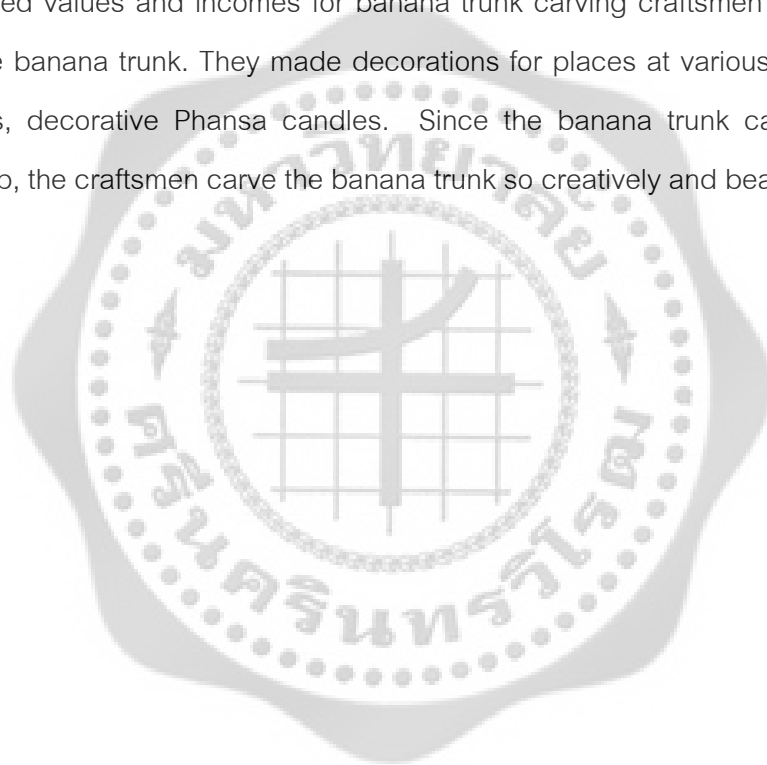 ed values and incomes for banana trunk carving craftsmen
banana trunk. They made decorations for places at various
s, decorative Phansa candles. Since the banana trunk ca
o, the craftsmen carve the banana trunk so creatively and bea
มหาวิทยาลัย
ศรีนครินทรวิโรฒ